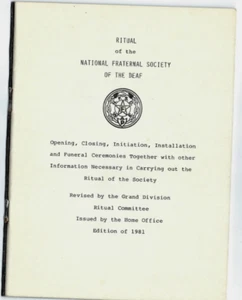 RITUAL
of the
NATIONAL FRATERNAL SOCIETY
OF THE DEAF
Opening, Closing, Initiation, Installation
and Funeral Ceremonies Together with other
Information Necessary in Carrying out the
Ritual of the Society
Revised by the Grand Division
Ritual Committee
Issued by the Home Office
Edition of 1981